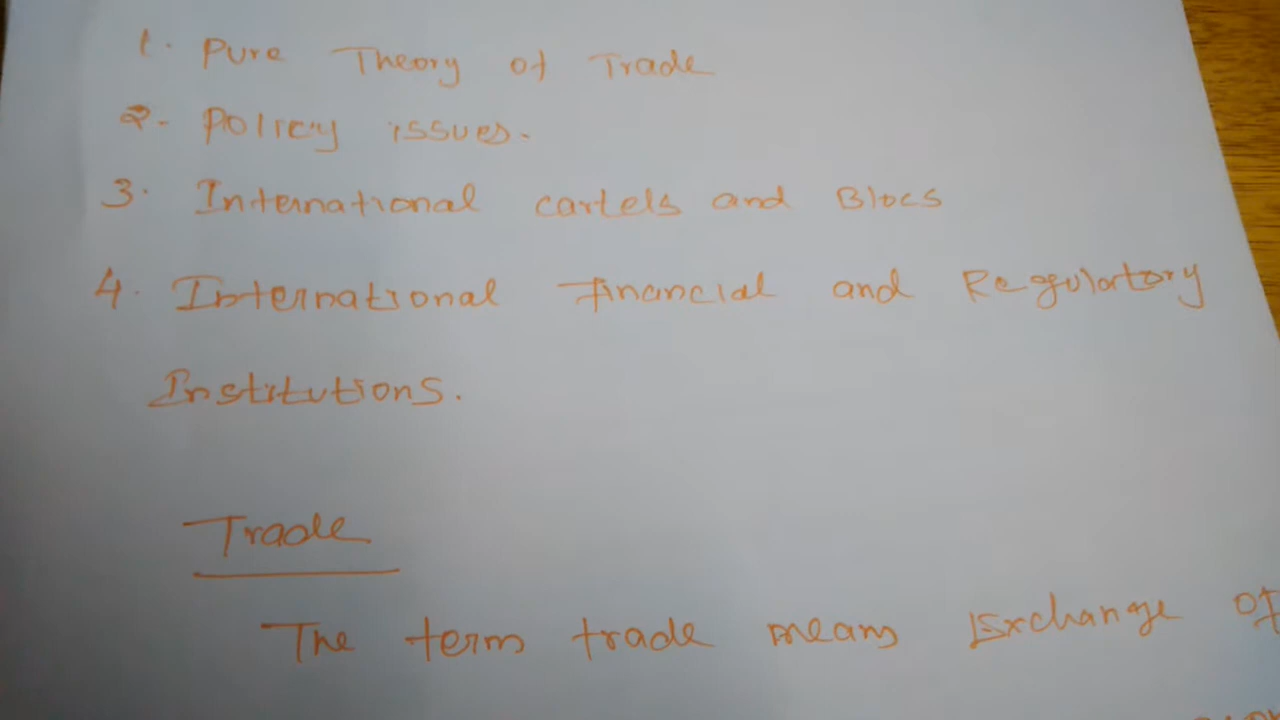 1. Pure Theory of Trade
2. Policy issues.
3. International cartels and Blocs
4. International Financial and Regulatory
Institutions.
Trade
The term trade means Exchange of